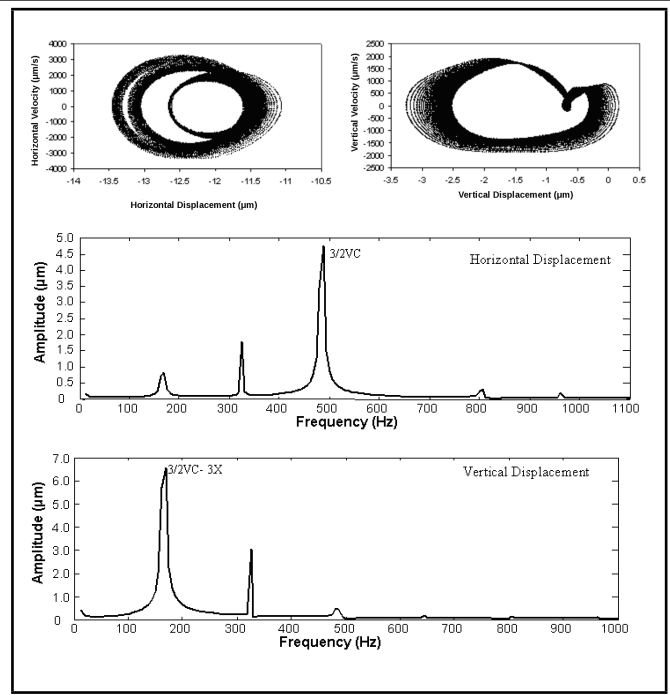 4000
3000
2000
1000
0
-1000
-2000
-3000
-4000
Horizontal Velocity (µm/s)
-14 -13 -12.5 -12 -11.5 -11 -10.5
Horizontal Displacement (µm)
2500
2000
1500
1000
500
0
-500
-1000
-1500
-2000
-2500
Vertical Velocity (µm/s)
-3.5 -3 -2.5 -2 -1.5 -1 -0.5 0 0.5
Vertical Displacement (µm)
5.0
4.5
4.0
3.5
3.0
2.5
2.0
1.5
1.0
0.5
0
Amplitude (µm)
3/2VC
Horizontal Displacement
0 100 200 300 400 500 600 700 800 900 1000 1100
Frequency (Hz)
7.0
6.0
5.0
4.0
3.0
2.0
1.0
0
Amplitude (µm)
3/2VC- 3X
Vertical Displacement
0 100 200 300 400 500 600 700 800 900 1000
Frequency (Hz)